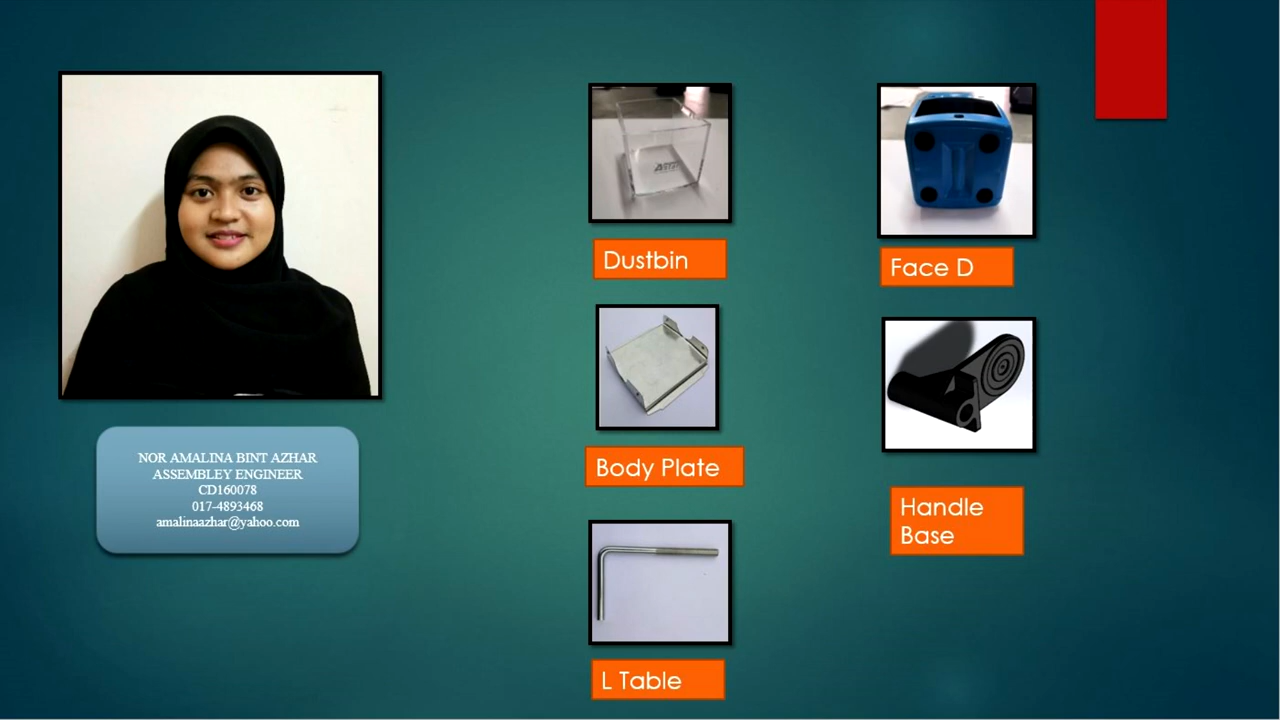 NOR AMALINA BINT AZHAR
ASSEMBLEY ENGINEER
CD160078
017-4893468
amalinaazhar@yahoo.com
Dustbin
Body Plate
L Table
Face D
Handle
Base